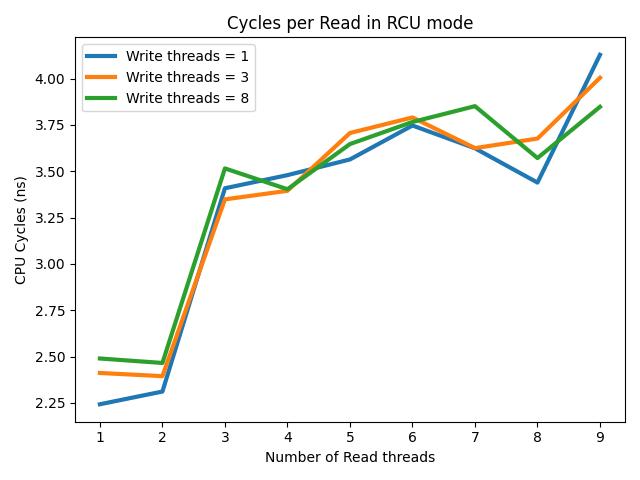 Cycles per Read in RCU mode
Write threads = 1
Write threads = 3
Write threads = 8
CPU Cycles (ns)
4.00
3.75
3.50
3.25
3.00
2.75
2.50
2.25
1 2 3 4 5 6 7 8 9
Number of Read threads